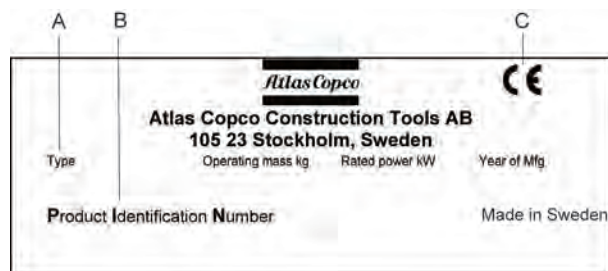 A B C
Atlas Copco CE
Atlas Copco Construction Tools AB
105 23 Stockholm, Sweden
Type Operating mass kg Rated power kW Year of Mfg
Product Identification Number Made in Sweden